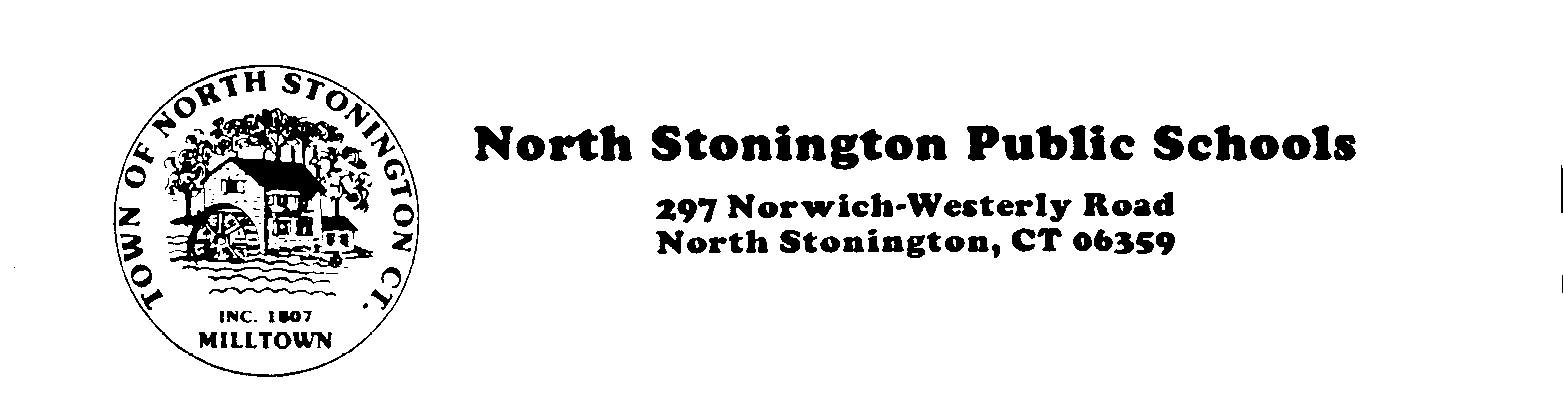 TOWN OF NORTH STONINGTON CT.
INC. 1807
MILLTOWN
North Stonington Public Schools
297 Norwich-Westerly Road
North Stonington, CT 06359